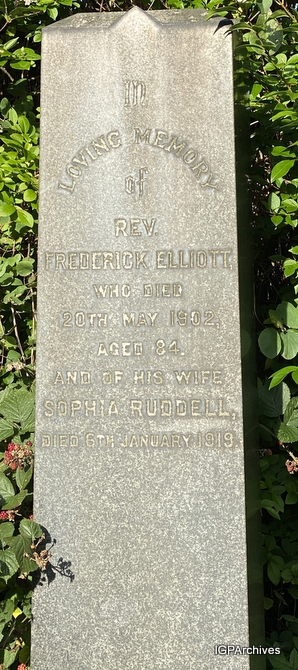 In
LOVING MEMORY
of
REV.
FREDERICK ELLIOTT,
WHO DIED
20TH MAY 1902,
AGED 84.
AND OF HIS WIFE
SOPHIA RUDDELL,
DIED 6TH JANUARY 1919.
IGPArchives